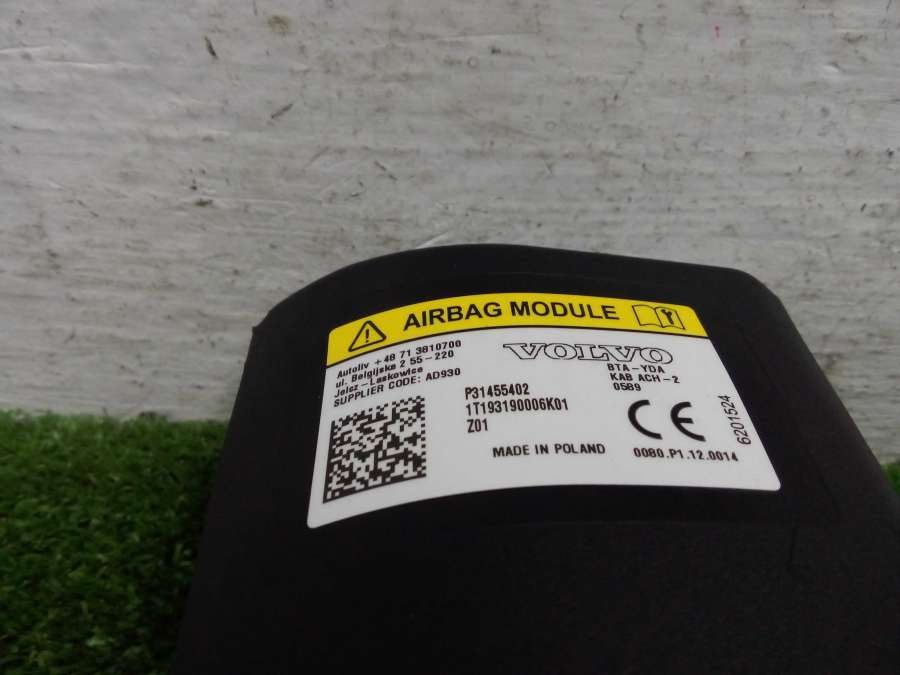 AIRBAG MODULE
Autoliv +48 71 3810700
ul. Belgijska 2 55-220
Jelcz-Laskowice
SUPPLIER CODE: AD930
VOLVO
P31455402
1T193190006K01
Z01
BTA-YDA
KAB ACH-2
0589
CE
MADE IN POLAND
0080.P1.12.0014
6201524